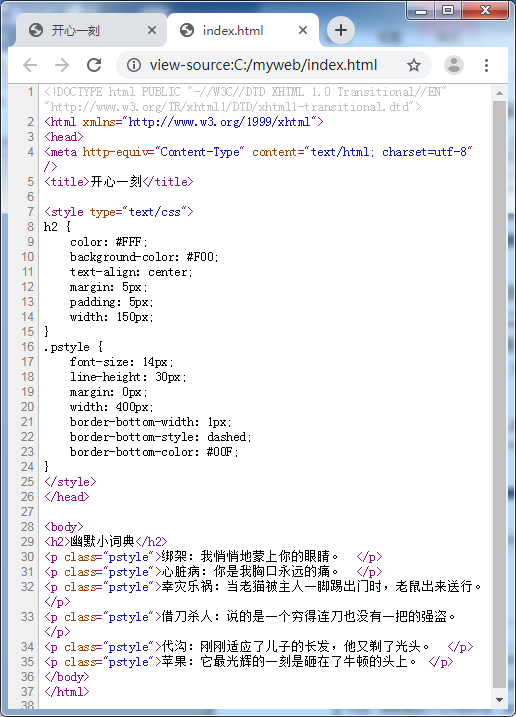 开心一刻
index.html
view-source:C:/myweb/index.html
1 <!DOCTYPE html PUBLIC "-//W3C//DTD XHTML 1.0 Transitional//EN"
"http://www.w3.org/TR/xhtml1/DTD/xhtml1-transitional.dtd">
2 <html xmlns="http://www.w3.org/1999/xhtml">
3 <head>
4 <meta http-equiv="Content-Type" content="text/html; charset=utf-8"
/>
5 <title>开心一刻</title>
6
7 <style type="text/css">
8 h2 {
9 color: #FFF;
10 background-color: #F00;
11 text-align: center;
12 margin: 5px;
13 padding: 5px;
14 width: 150px;
15 }
16 .pstyle {
17 font-size: 14px;
18 line-height: 30px;
19 margin: 0px;
20 width: 400px;
21 border-bottom-width: 1px;
22 border-bottom-style: dashed;
23 border-bottom-color: #00F;
24 }
25 </style>
26 </head>
27
28 <body>
29 <h2>幽默小词典</h2>
30 <p class="pstyle">绑架：我悄悄地蒙上你的眼睛。 </p>
31 <p class="pstyle">心脏病：你是我胸口永远的痛。 </p>
32 <p class="pstyle">幸灾乐祸：当老猫被主人一脚踢出门时，老鼠出来送行。
</p>
33 <p class="pstyle">借刀杀人：说的是一个穷得连刀也没有一把的强盗。
</p>
34 <p class="pstyle">代沟：刚刚适应了儿子的长发，他又剃了光头。 </p>
35 <p class="pstyle">苹果：它最光辉的一刻是砸在了牛顿的头上。 </p>
36 </body>
37 </html>
38